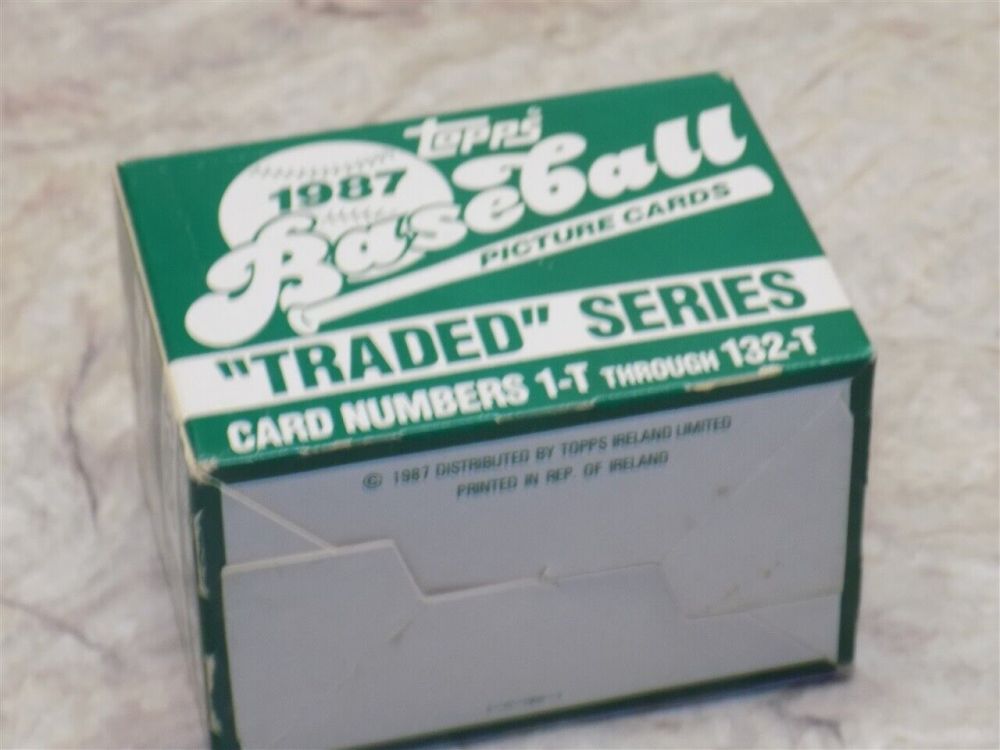 topps®
1987
Baseball
PICTURE CARDS
"TRADED" SERIES
CARD NUMBERS 1-T THROUGH 132-T
© 1987 DISTRIBUTED BY TOPPS IRELAND LIMITED
PRINTED IN REP. OF IRELAND